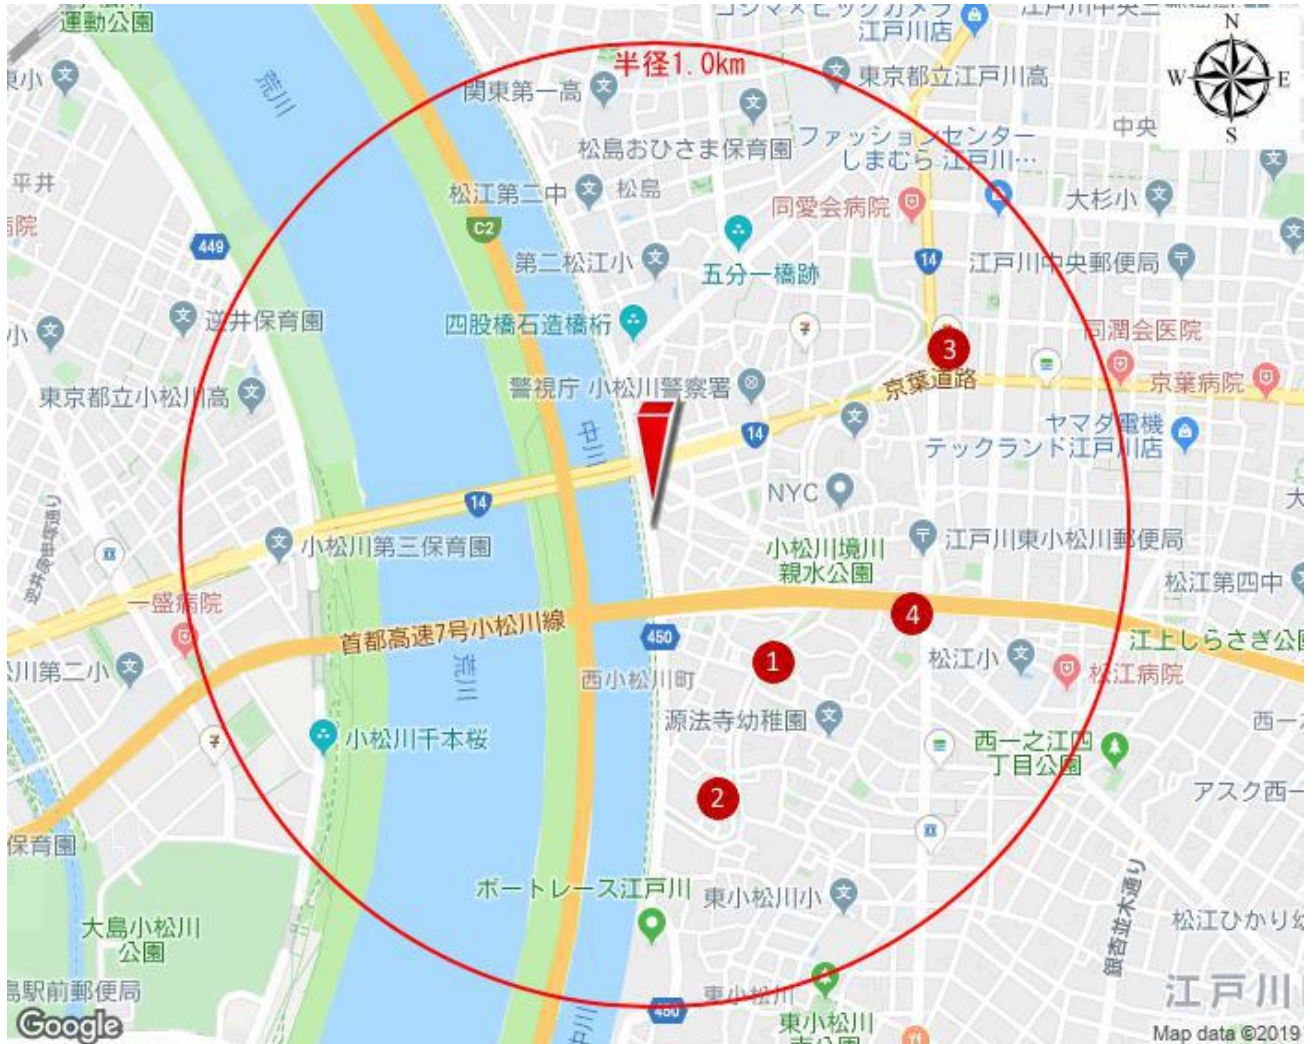 運動公園
コジマ×ビックカメラ
江戸川店
N
W
E
S
半径1.0km
荒川
関東第一高
東京都立江戸川高
ファッションセンター
しまむら 江戸川…
中央
松島おひさま保育園
平井
松江第二中
松島
同愛会病院
大杉小
C2
449
第二松江小
五分一橋跡
14
江戸川中央郵便局
逆井保育園
四股橋石造橋桁
同潤会医院
3
東京都立小松川高
警視庁 小松川警察署
京葉道路
京葉病院
中川
14
ヤマダ電機
テックランド江戸川店
NYC
14
小松川第三保育園
小松川境川
親水公園
江戸川東小松川郵便局
松江第四中
一盛病院
首都高速7号小松川線
450
4
江上しらさぎ公園
荒川
西小松川町
1
松江小
松江病院
小松川千本桜
源法寺幼稚園
西一之江四
丁目公園
2
アスク西一
保育園
ボートレース江戸川
東小松川小
銀杏並木通り
大島小松川
公園
松江ひかり幼
島駅前郵便局
東小松川
江戸川
450
中川
東小松川
南公園
Google
Map data ©2019